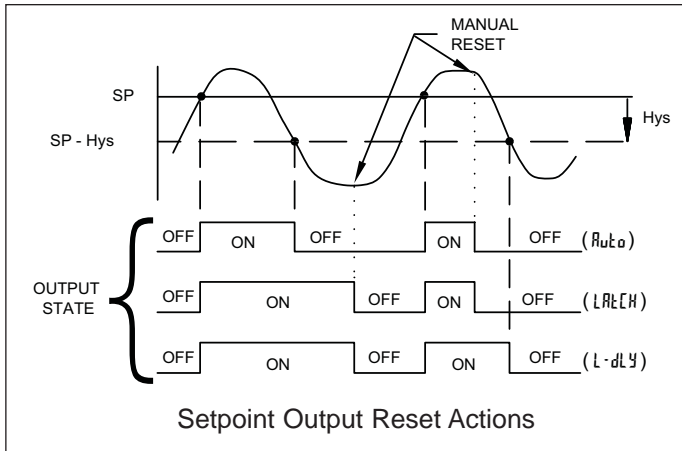 MANUAL
RESET
SP
Hys
SP - Hys
OFF ON OFF ON OFF (Auto)
OUTPUT
STATE
OFF ON OFF ON OFF (LAtCH)
OFF ON OFF ON OFF (L-dLY)
Setpoint Output Reset Actions